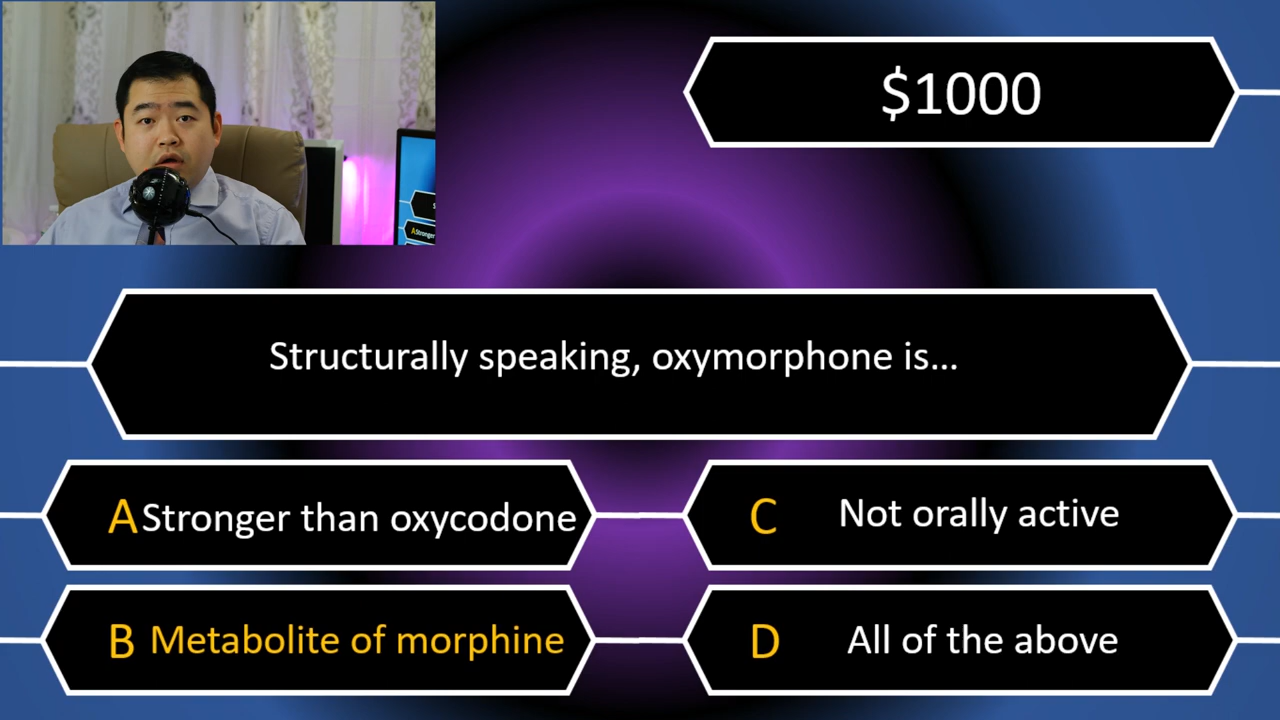 $1000
Structurally speaking, oxymorphone is...
A Stronger than oxycodone
C Not orally active
B Metabolite of morphine
D All of the above